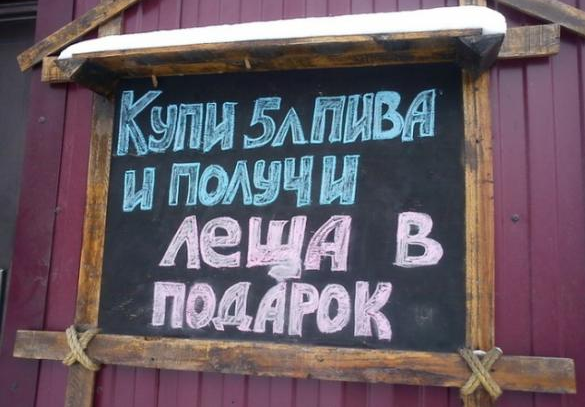 Купи 5л пива
и получи
леща в
подарок